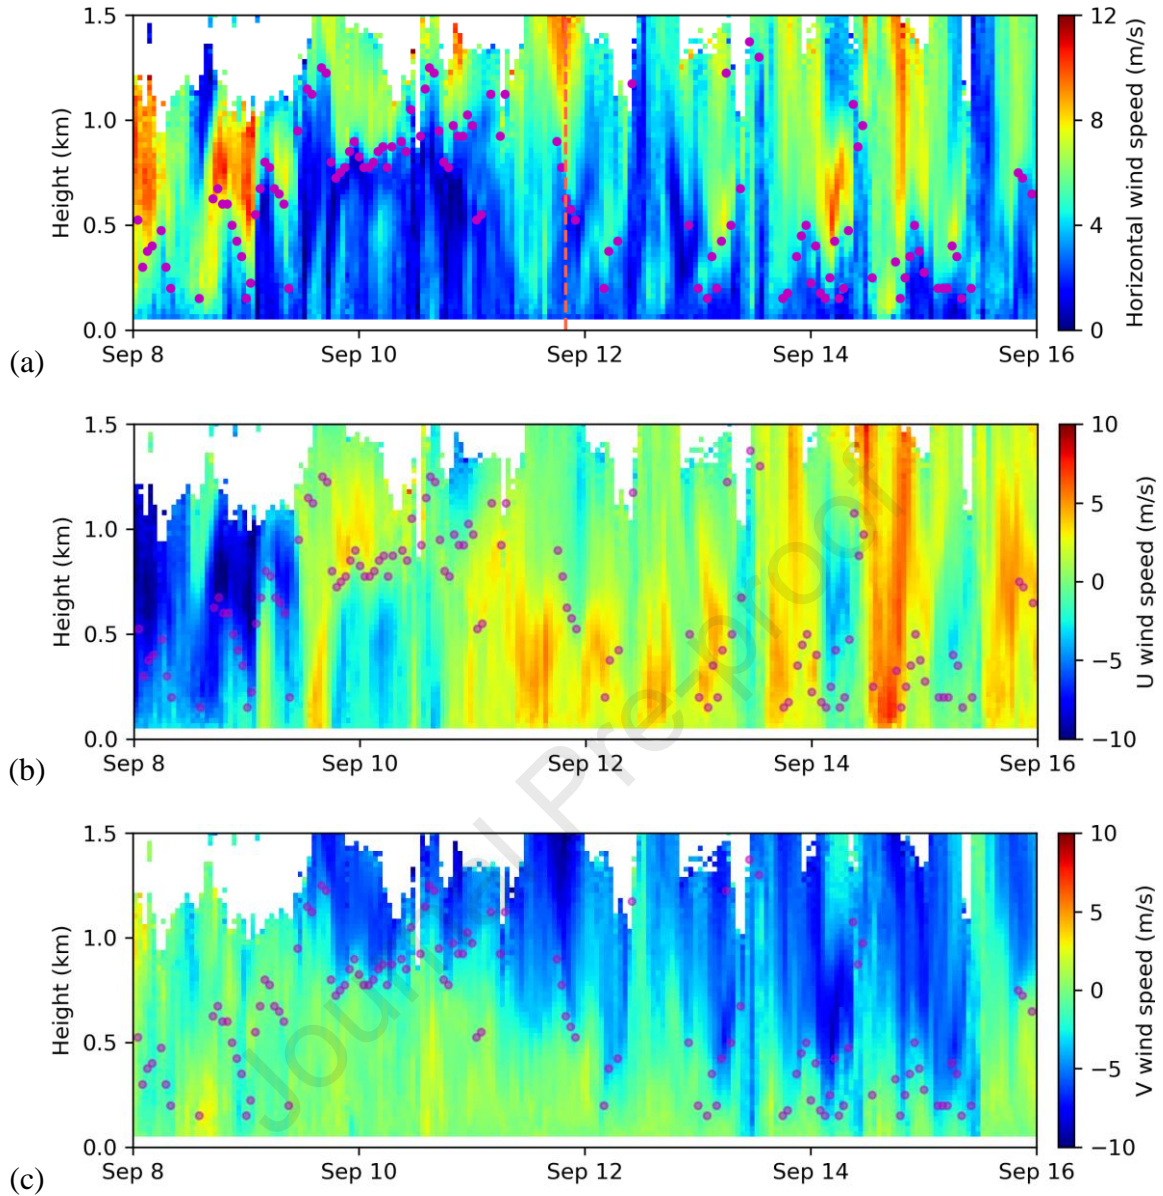 1.5
1.0
0.5
0.0
Height (km)
Sep 8
Sep 10
Sep 12
Sep 14
Sep 16
12
8
4
0
Horizontal wind speed (m/s)
(a)
1.5
1.0
0.5
0.0
Height (km)
Sep 8
Sep 10
Sep 12
Sep 14
Sep 16
10
5
0
−5
−10
U wind speed (m/s)
(b)
1.5
1.0
0.5
0.0
Height (km)
Sep 8
Sep 10
Sep 12
Sep 14
Sep 16
10
5
0
−5
−10
V wind speed (m/s)
(c)
Journal Pre-proof